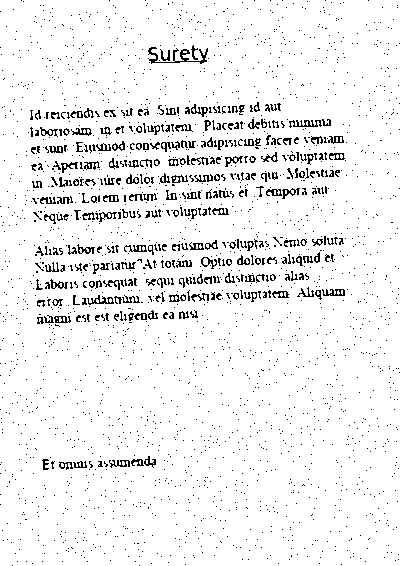 Surety
Id reiciendis ex sit ea. Sint adipisicing id aut
laboriosam, in et voluptatem. Placeat debitis minima
et sunt. Eiusmod consequatur adipisicing facere veniam,
ea. Aperiam, distinctio, molestiae porro sed voluptatem,
in. Maiores iure dolor dignissimos vitae qui. Molestiae
veniam. Lorem rerum. In sint natus et. Tempora aut.
Neque Temporibus aut voluptatem.
Alias labore sit cumque eiusmod voluptas Nemo soluta.
Nulla iste pariatur? At totam. Optio dolores aliquid et.
Laboris consequat, sequi quidem distinctio, alias,
error. Laudantium, vel molestiae voluptatem. Aliquam
magni est est eligendi ea nisi.
Et omnis assumenda